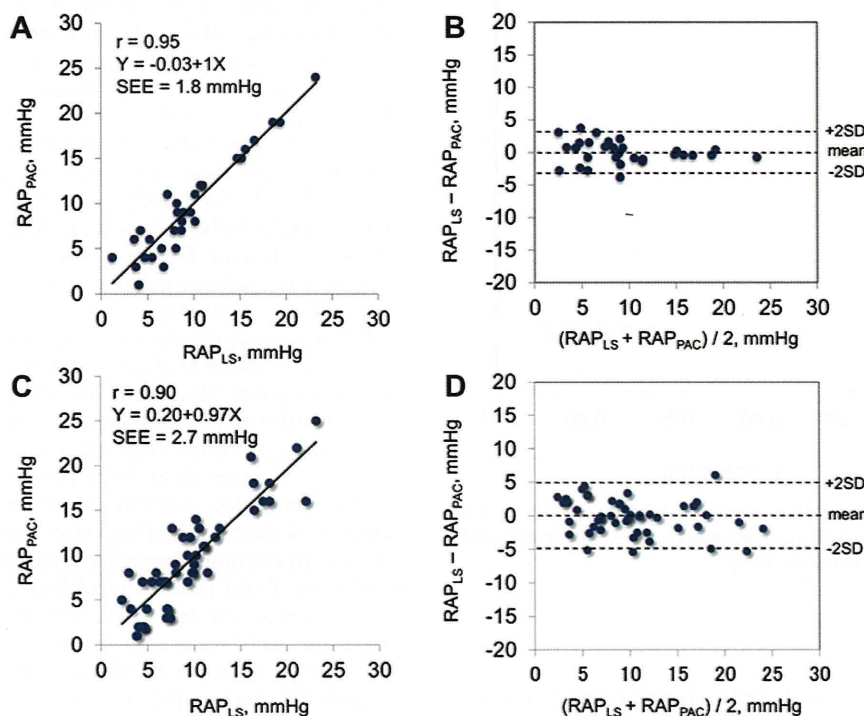 A
r = 0.95
Y = -0.03+1X
SEE = 1.8 mmHg
RAPPAC, mmHg
30
25
20
15
10
5
0
0 5 10 15 20 25 30
RAPLS, mmHg
B
RAPLS – RAPPAC, mmHg
20
15
10
5
0
-5
-10
-15
-20
+2SD
mean
-2SD
0 5 10 15 20 25 30
(RAPLS + RAPPAC) / 2, mmHg
C
r = 0.90
Y = 0.20+0.97X
SEE = 2.7 mmHg
RAPPAC, mmHg
30
25
20
15
10
5
0
0 5 10 15 20 25 30
RAPLS, mmHg
D
RAPLS – RAPPAC, mmHg
20
15
10
5
0
-5
-10
-15
-20
+2SD
mean
-2SD
0 5 10 15 20 25 30
(RAPLS + RAPPAC) / 2, mmHg